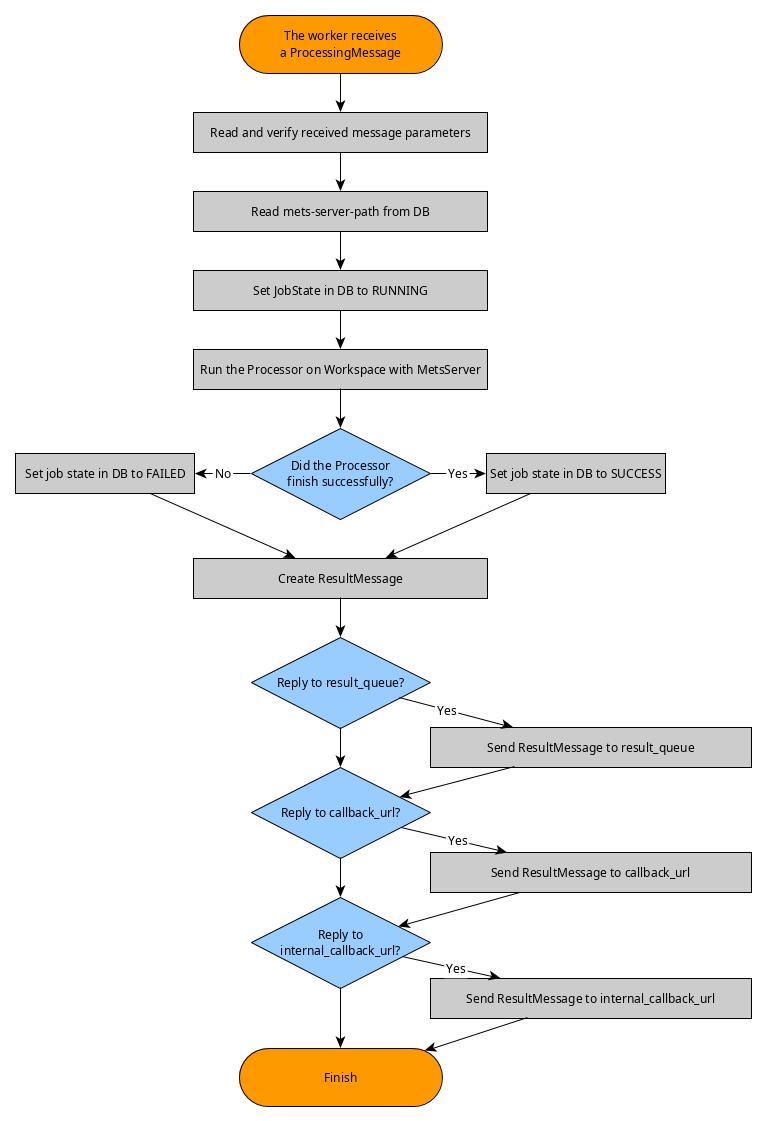 The worker receives
a ProcessingMessage
Read and verify received message parameters
Read mets-server-path from DB
Set JobState in DB to RUNNING
Run the Processor on Workspace with MetsServer
Did the Processor
finish successfully?
No
Yes
Set job state in DB to FAILED
Set job state in DB to SUCCESS
Create ResultMessage
Reply to result_queue?
Yes
Send ResultMessage to result_queue
Reply to callback_url?
Yes
Send ResultMessage to callback_url
Reply to
internal_callback_url?
Yes
Send ResultMessage to internal_callback_url
Finish